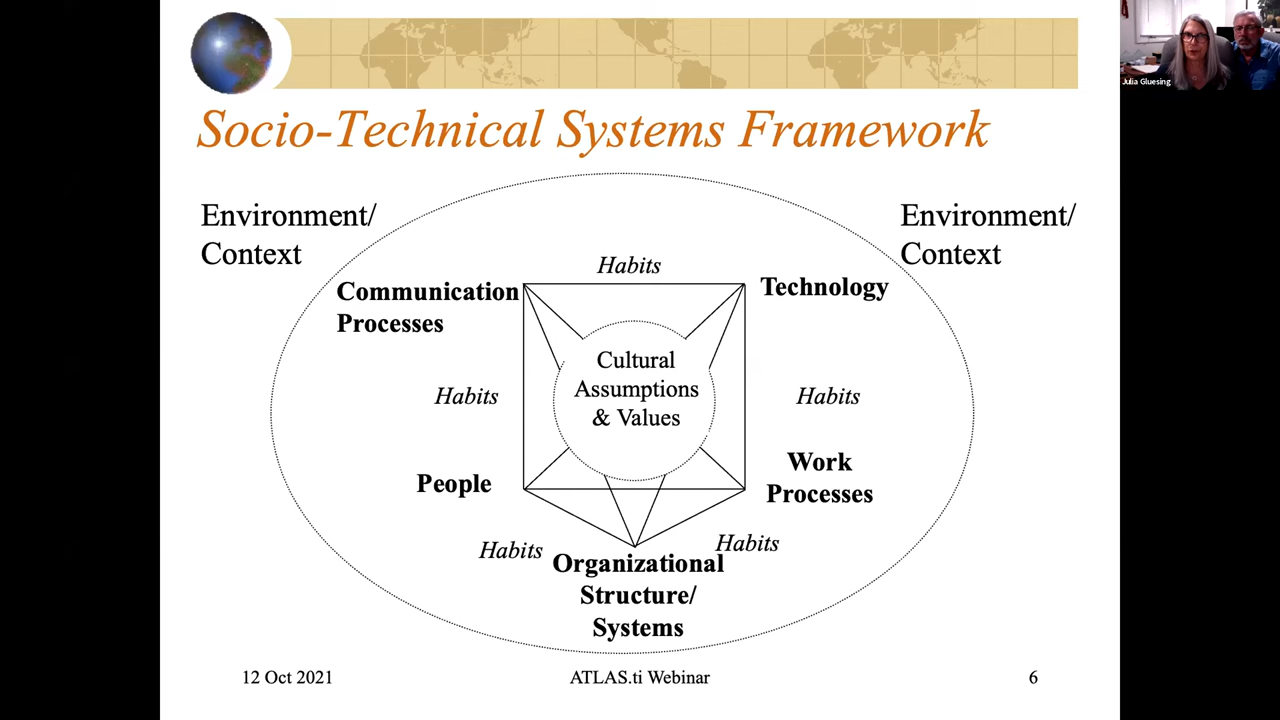 Julia Gluesing
Socio-Technical Systems Framework
Environment/
Context
Environment/
Context
Habits
Communication
Processes
Technology
Cultural
Assumptions
& Values
Habits
Habits
People
Work
Processes
Habits
Habits
Organizational
Structure/
Systems
12 Oct 2021
ATLAS.ti Webinar
6